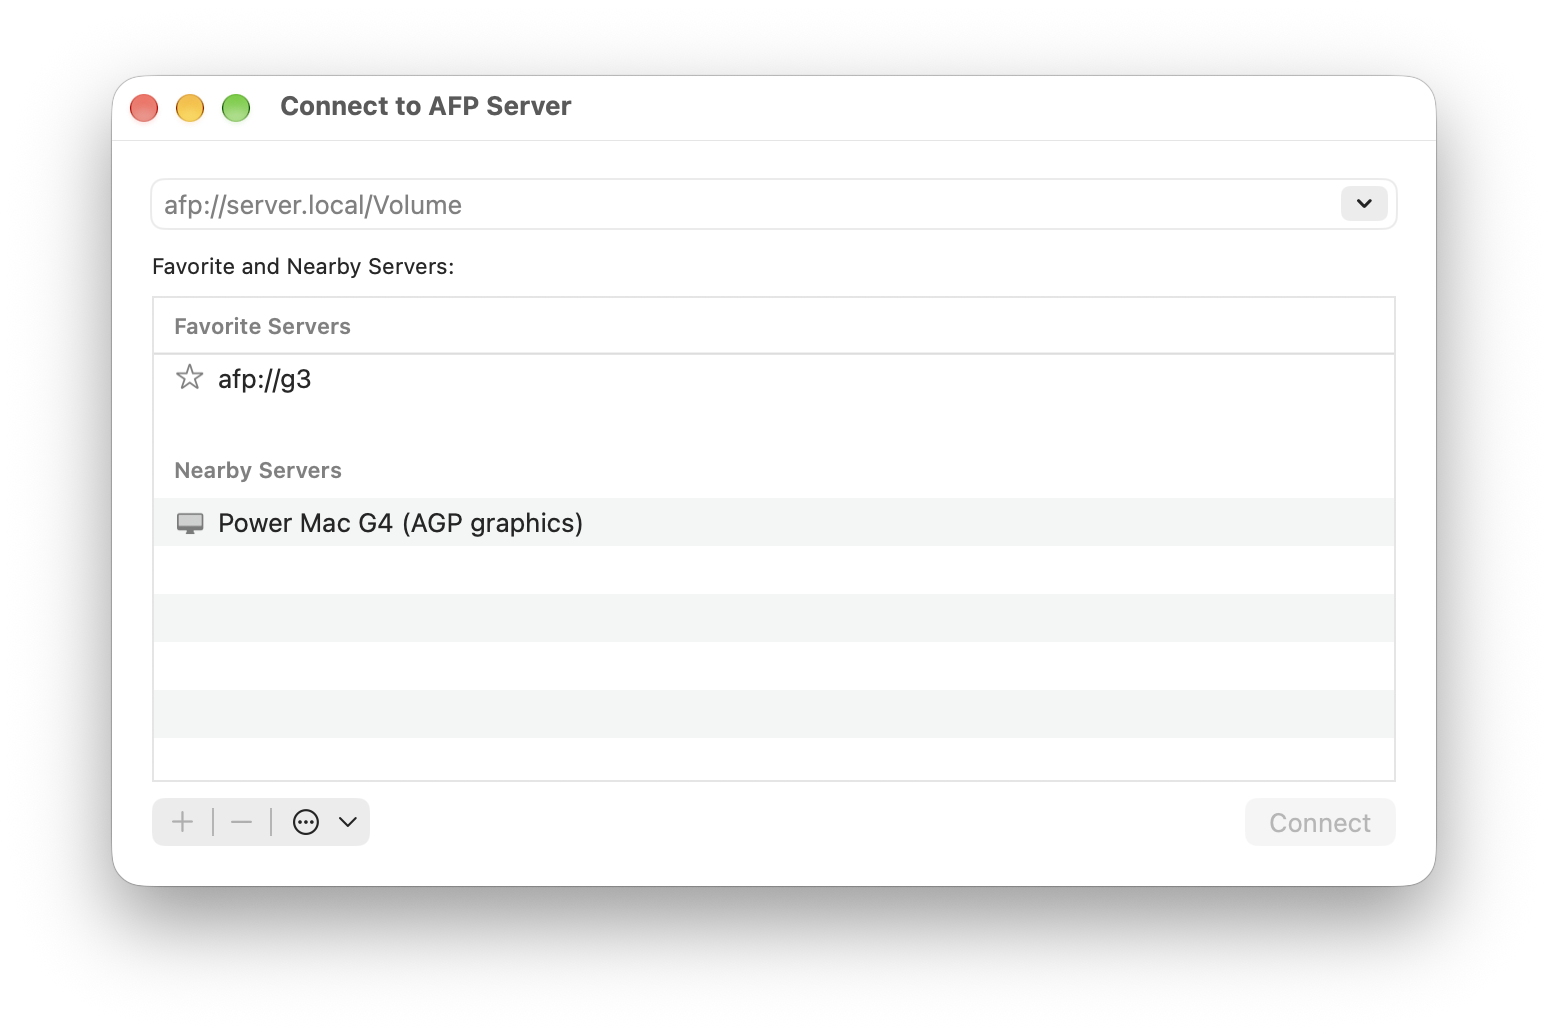 Connect to AFP Server
afp://server.local/Volume
Favorite and Nearby Servers:
Favorite Servers
afp://g3
Nearby Servers
Power Mac G4 (AGP graphics)
Connect